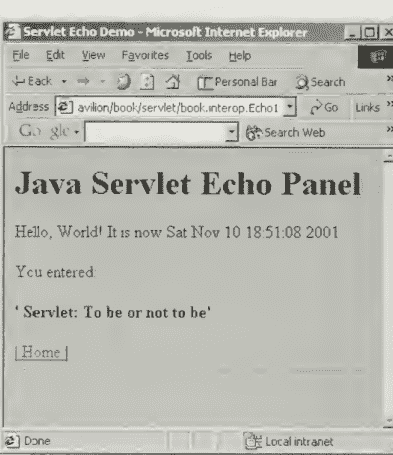 Servlet Echo Demo - Microsoft Internet Explorer
File Edit View Favorites Tools Help
Back Personal Bar Search »
Address avilion/book/servlet/book.interop.Echo1 Go Links »
Google Search Web »
Java Servlet Echo Panel
Hello, World! It is now Sat Nov 10 18:51:08 2001
You entered:
' Servlet: To be or not to be'
| Home |
Done Local intranet